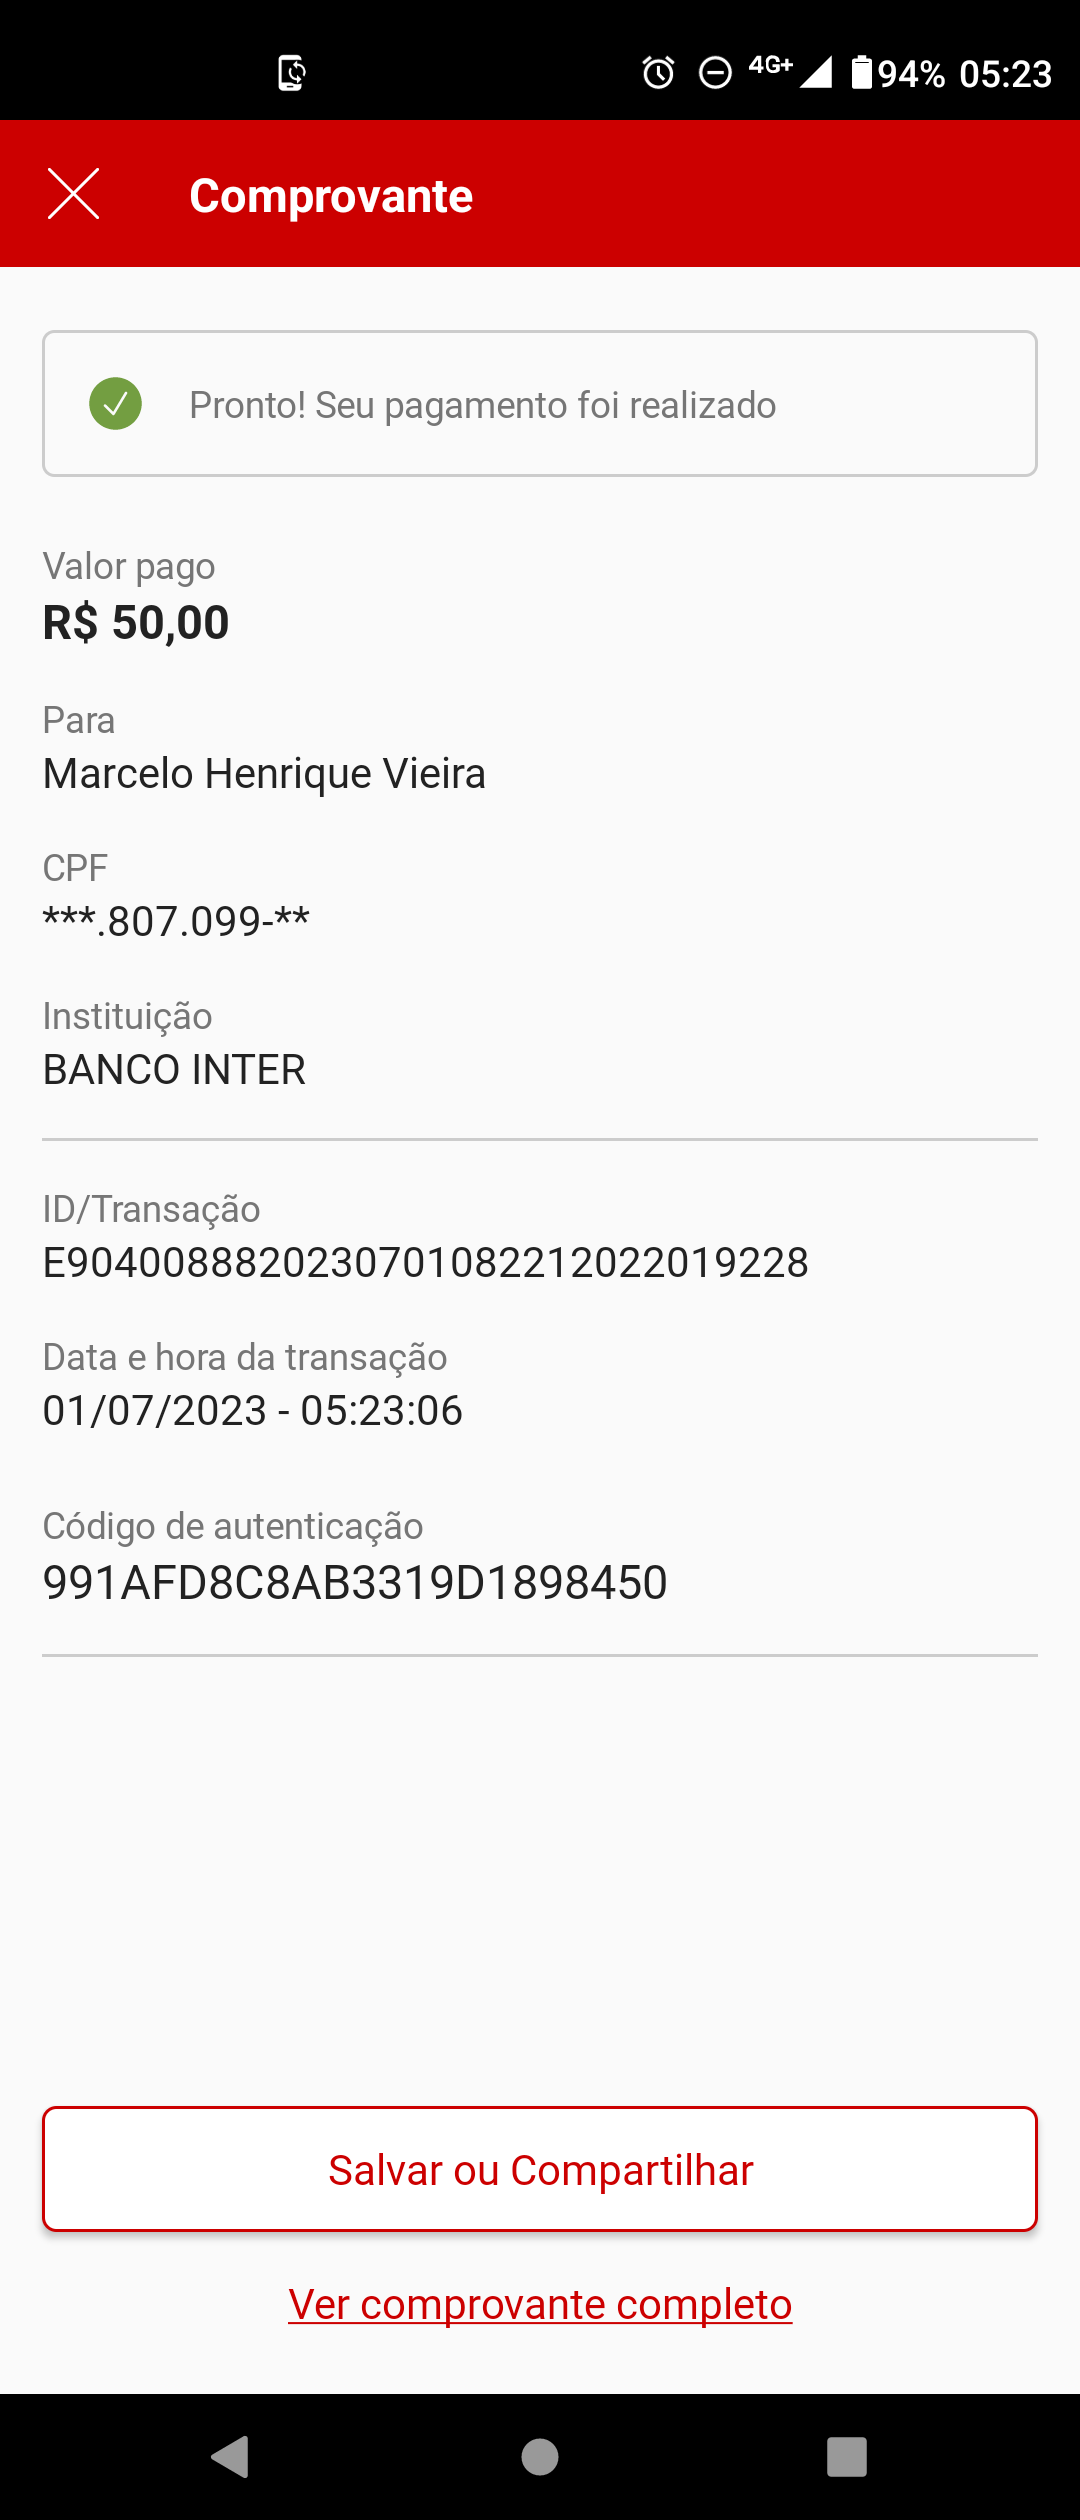 4G+ 94% 05:23
Comprovante
Pronto! Seu pagamento foi realizado
Valor pago
R$ 50,00
Para
Marcelo Henrique Vieira
CPF
***.807.099-**
Instituição
BANCO INTER
ID/Transação
E9040088820230701082212022019228
Data e hora da transação
01/07/2023 - 05:23:06
Código de autenticação
991AFD8C8AB3319D1898450
Salvar ou Compartilhar
Ver comprovante completo